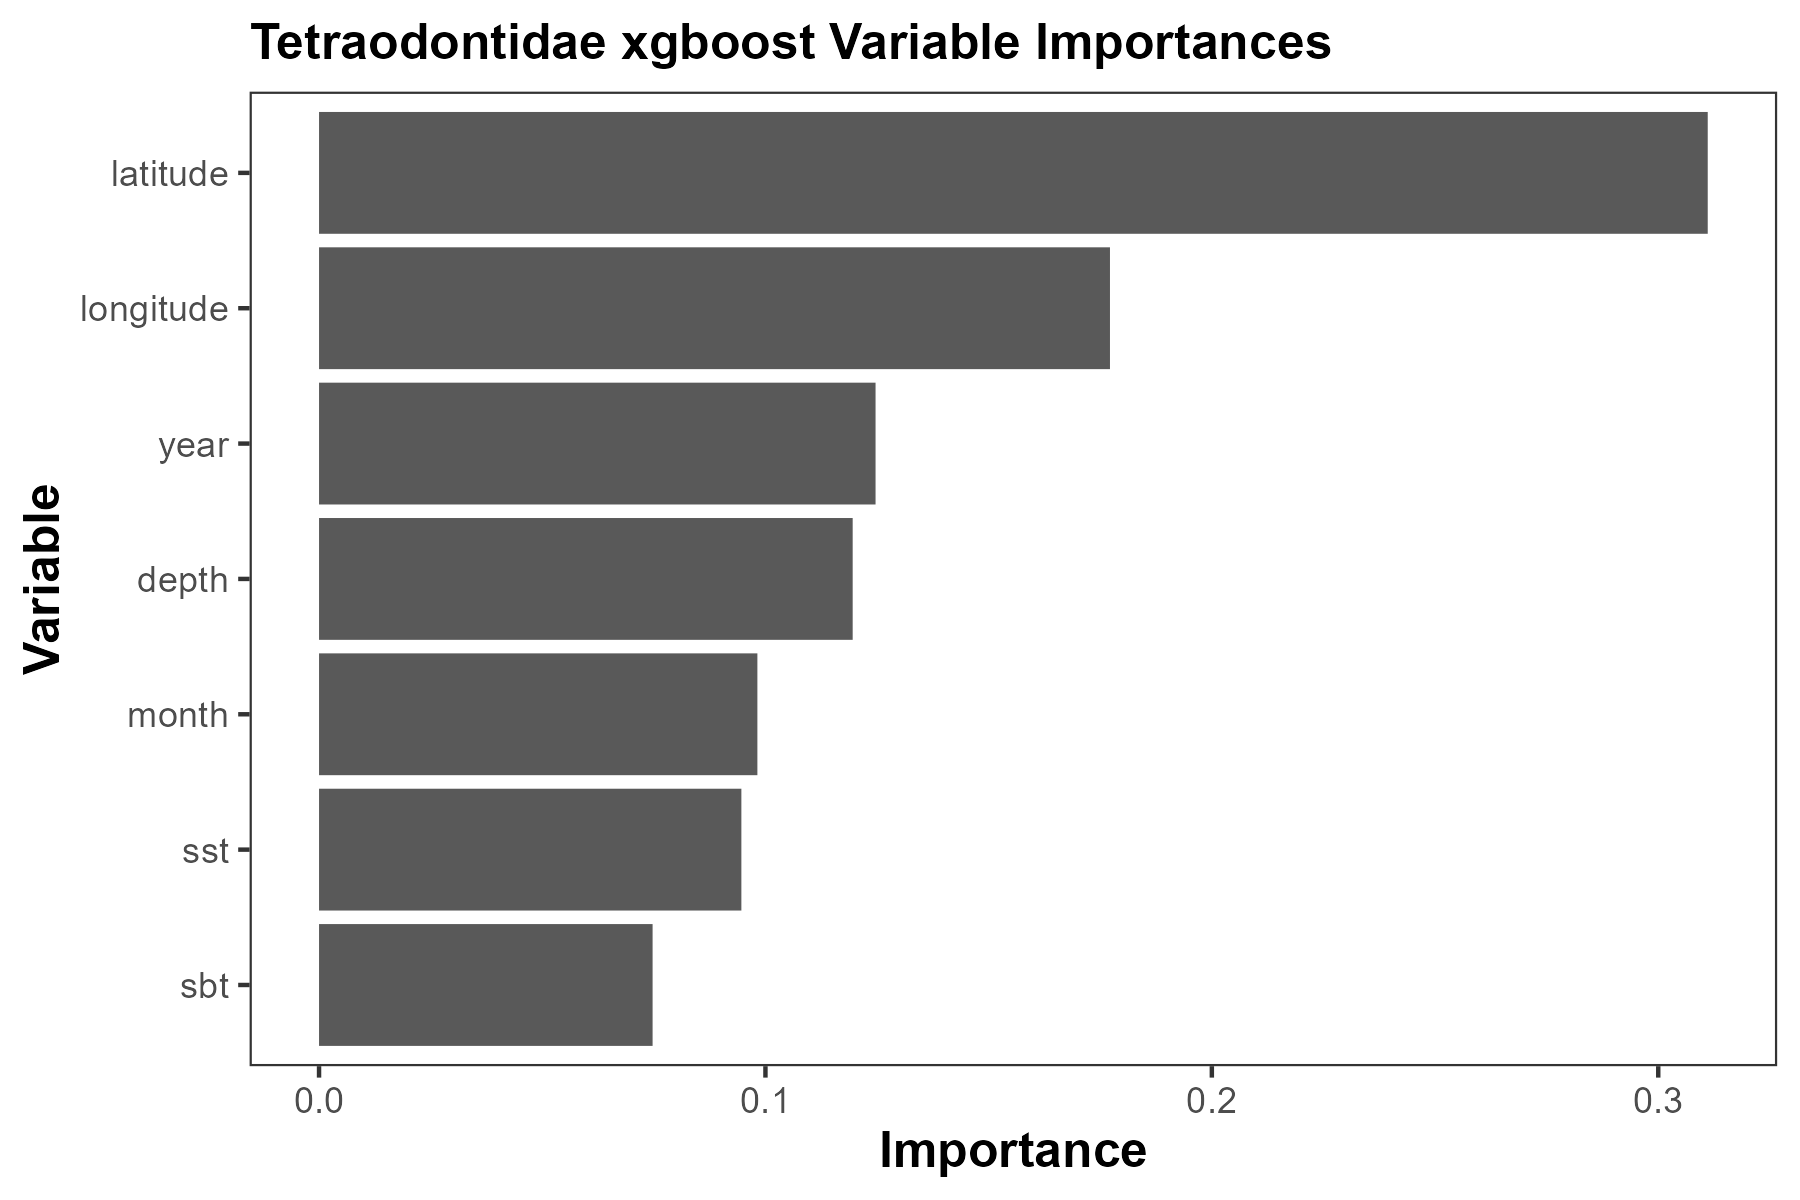 Tetraodontidae xgboost Variable Importances
latitude
longitude
year
depth
month
sst
sbt
Variable
0.0 0.1 0.2 0.3
Importance